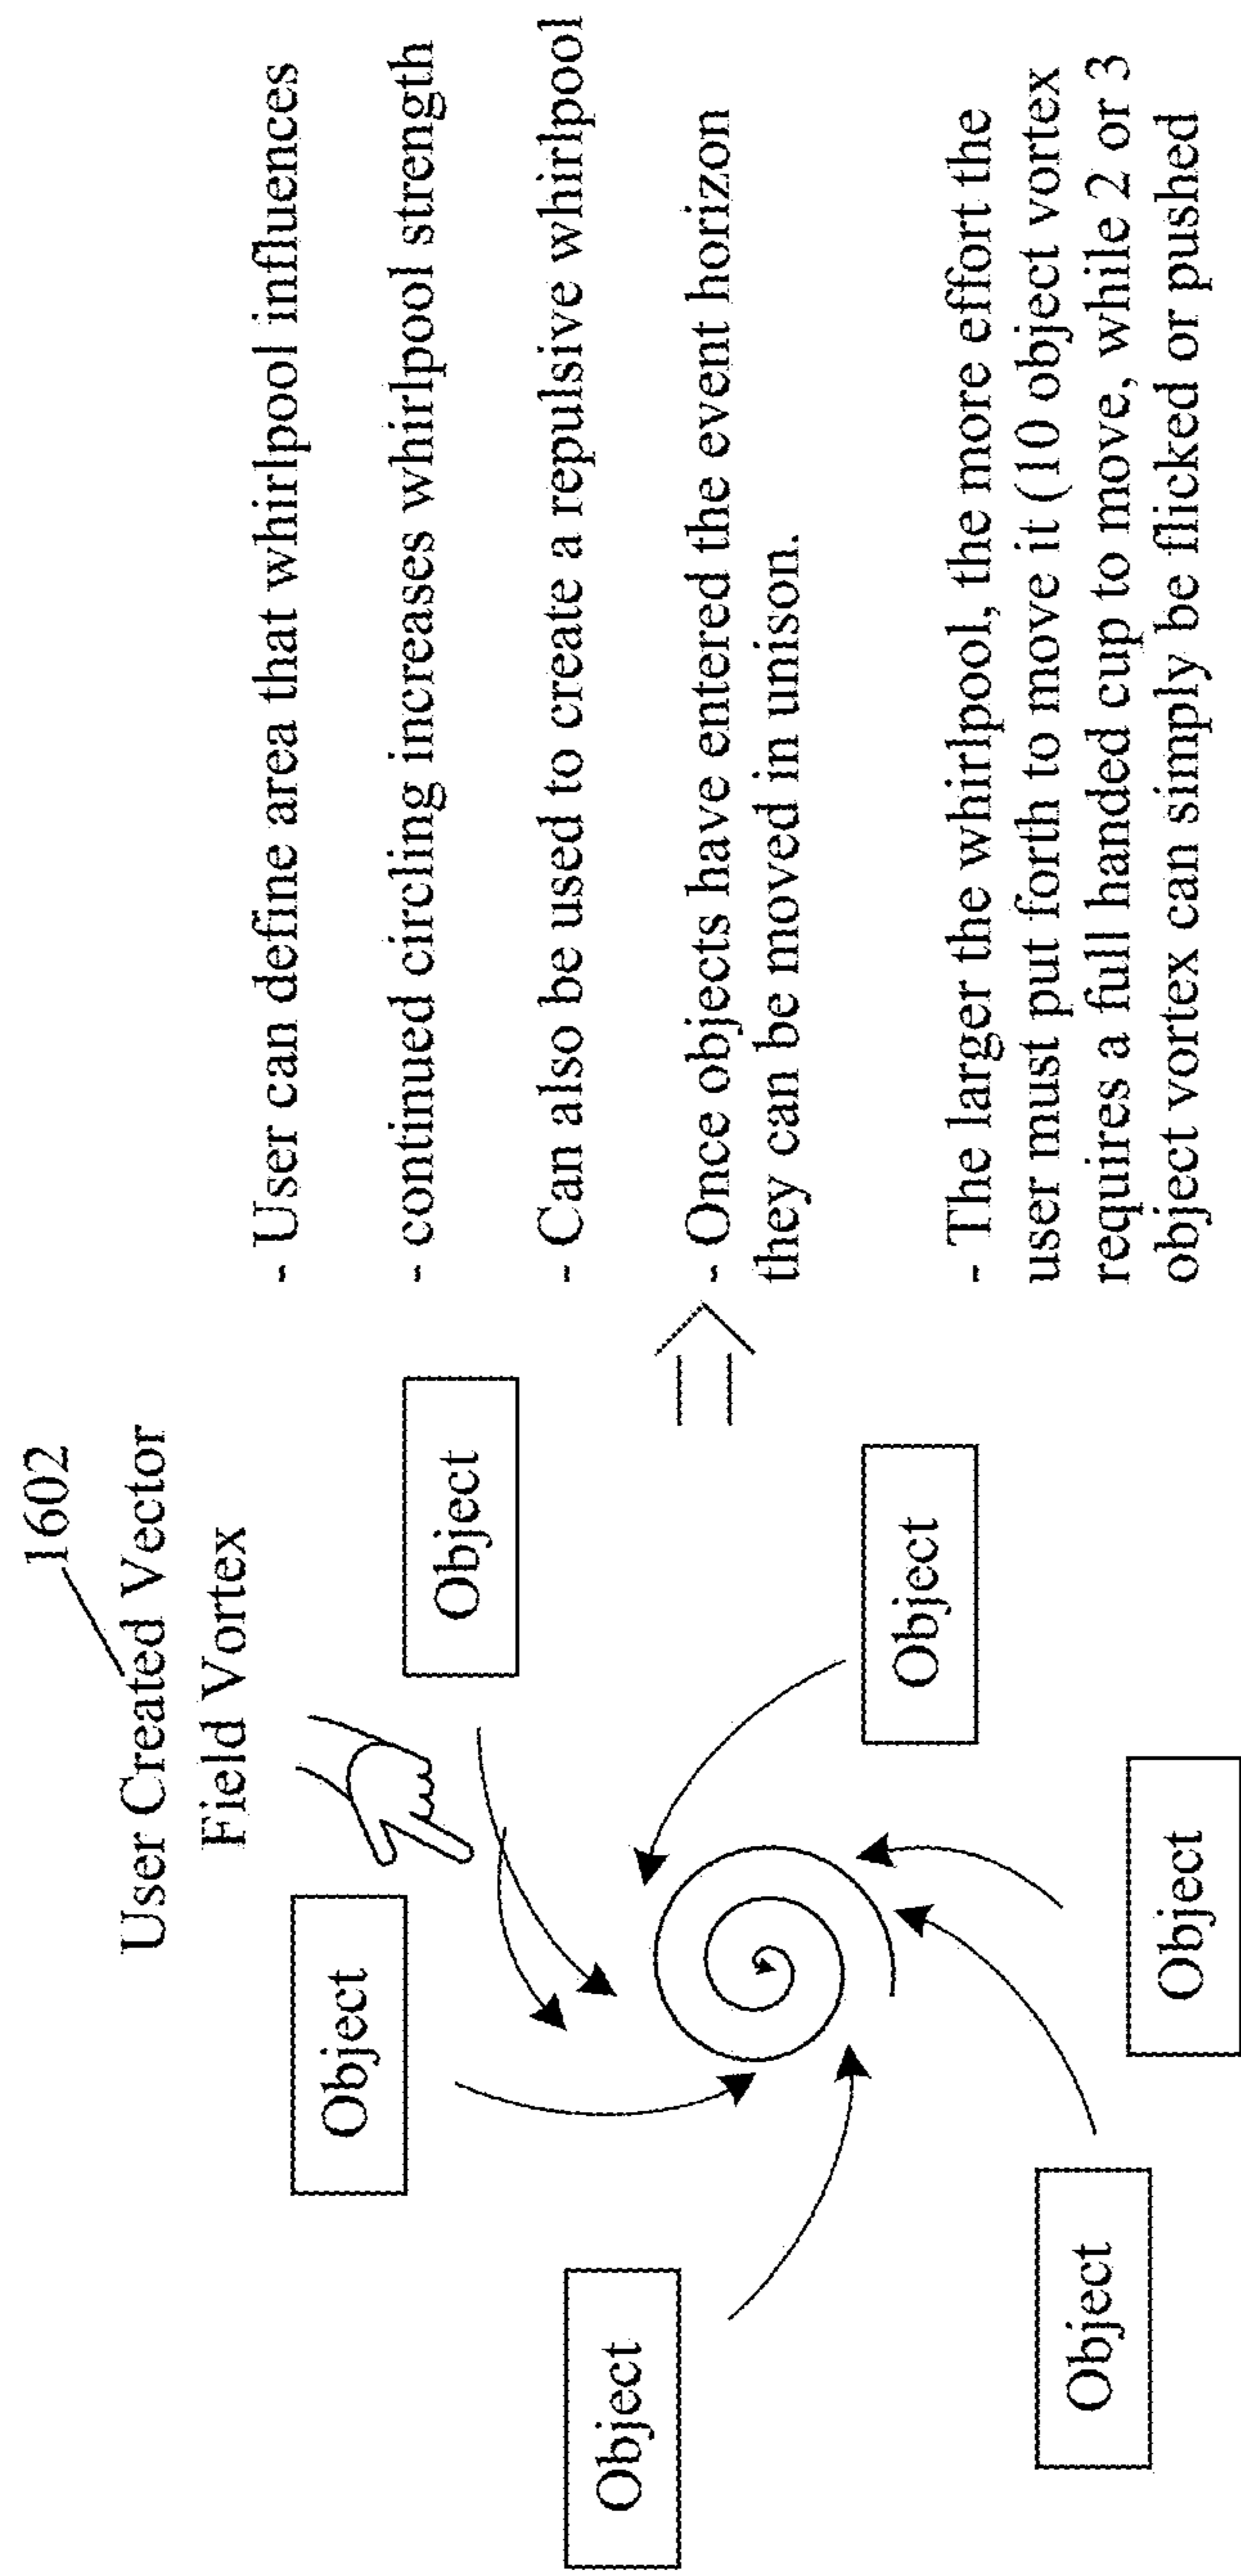 1602
User Created Vector
Field Vortex
Object
Object
Object
Object
Object
Object
- User can define area that whirlpool influences
- continued circling increases whirlpool strength
- Can also be used to create a repulsive whirlpool
- Once objects have entered the event horizon
they can be moved in unison.
- The larger the whirlpool, the more effort the
user must put forth to move it (10 object vortex
requires a full handed cup to move, while 2 or 3
object vortex can simply be flicked or pushed